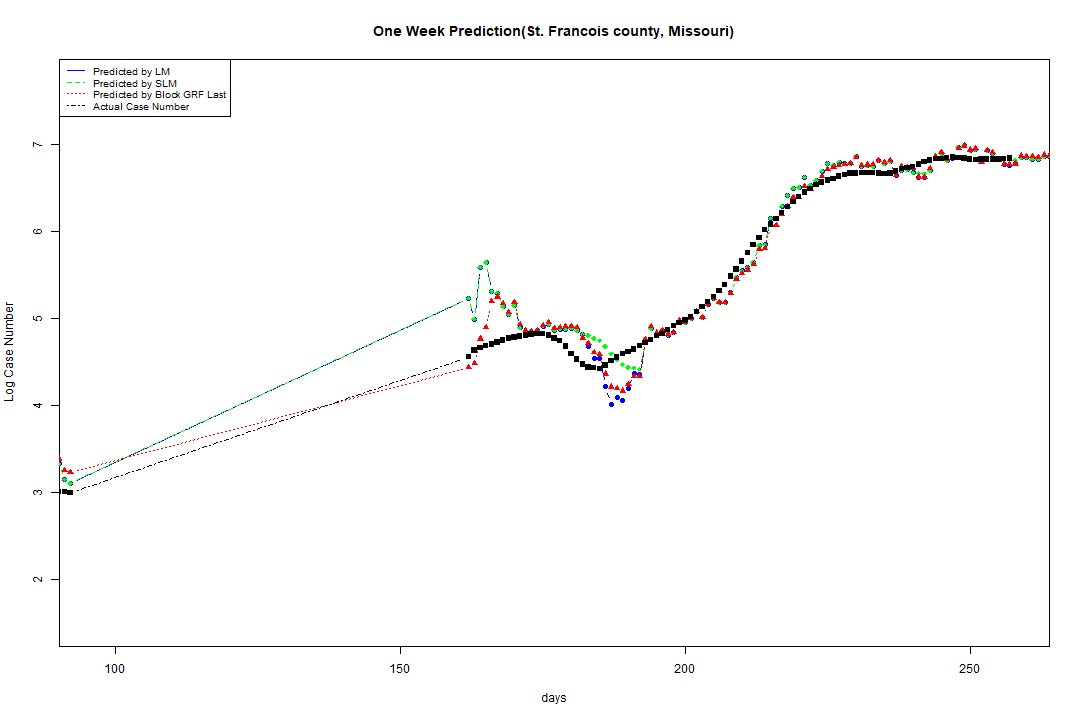 One Week Prediction(St. Francois county, Missouri)
Predicted by LM
Predicted by SLM
Predicted by Block GRF Last
Actual Case Number
7
6
5
4
3
2
Log Case Number
100 150 200 250
days